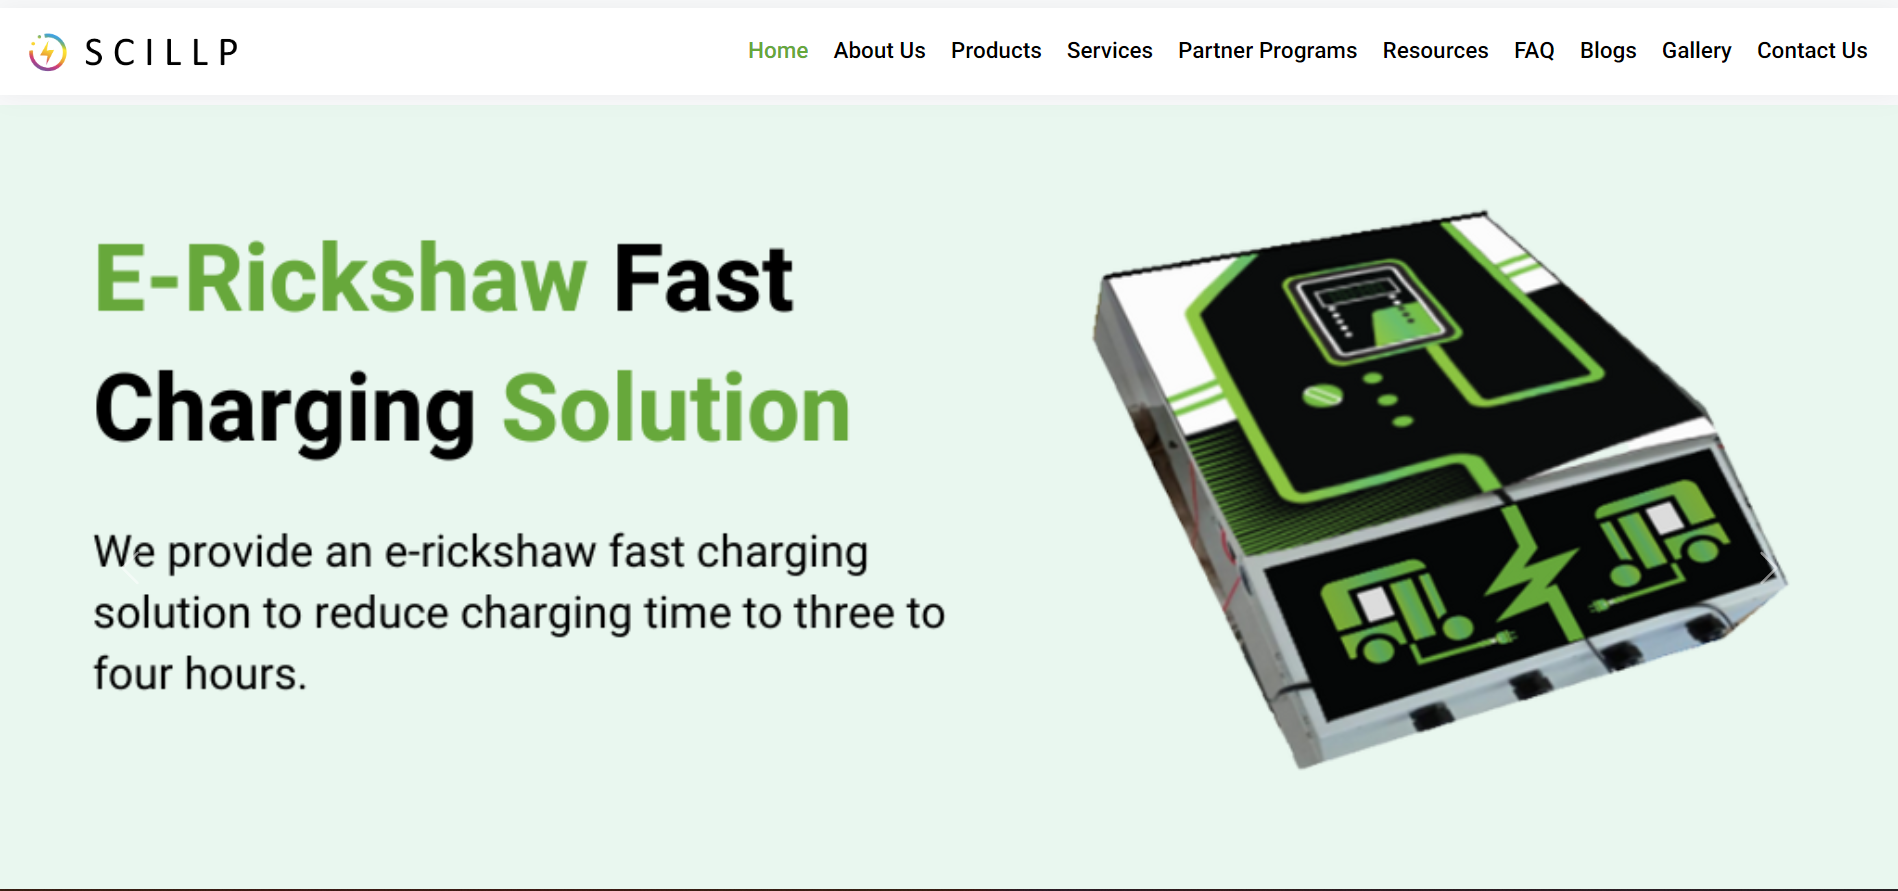 SCILLP
Home About Us Products Services Partner Programs Resources FAQ Blogs Gallery Contact Us
E-Rickshaw Fast
Charging Solution
We provide an e-rickshaw fast charging
solution to reduce charging time to three to
four hours.